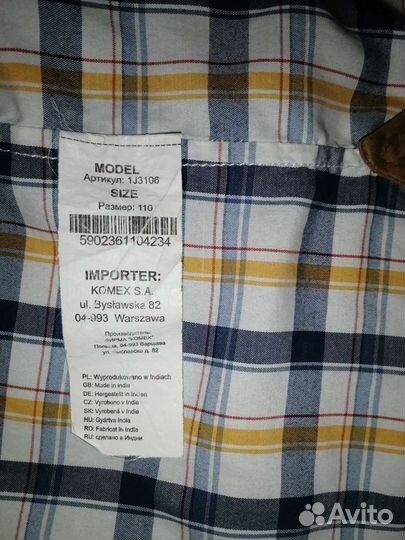 MODEL
Артикул: 1J3106
SIZE
Размер: 110
5902361104234
IMPORTER:
KOMEX S.A.
ul. Bysławska 82
04-993 Warszawa
Производитель:
ФИРМА "KOMEX"
Польша, 04-993 Варшава
ул. Быславска д. 82
PL: Wyprodukowano w Indiach
GB: Made in India
DE: Hergestellt in Indien
CZ: Vyrobeno v India
SK: Vyrobená v India
HU: Gyártva India
RO: Fabricat în India
RU: сделано в Индии
Avito